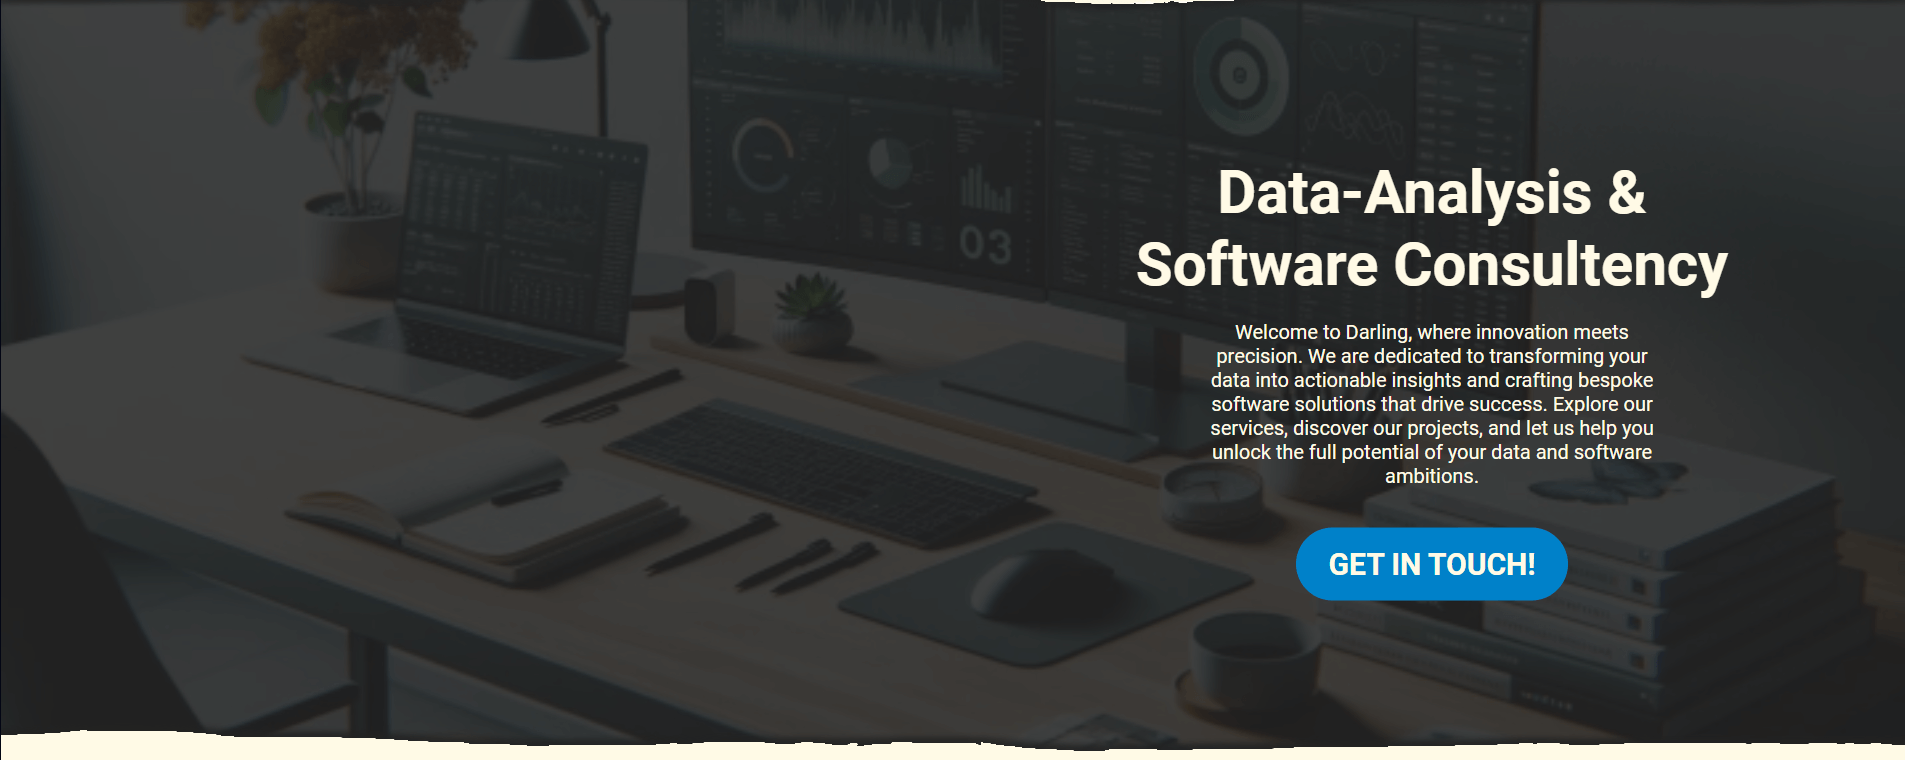 03
Data-Analysis &
Software Consultency
Welcome to Darling, where innovation meets
precision. We are dedicated to transforming your
data into actionable insights and crafting bespoke
software solutions that drive success. Explore our
services, discover our projects, and let us help you
unlock the full potential of your data and software
ambitions.
GET IN TOUCH!